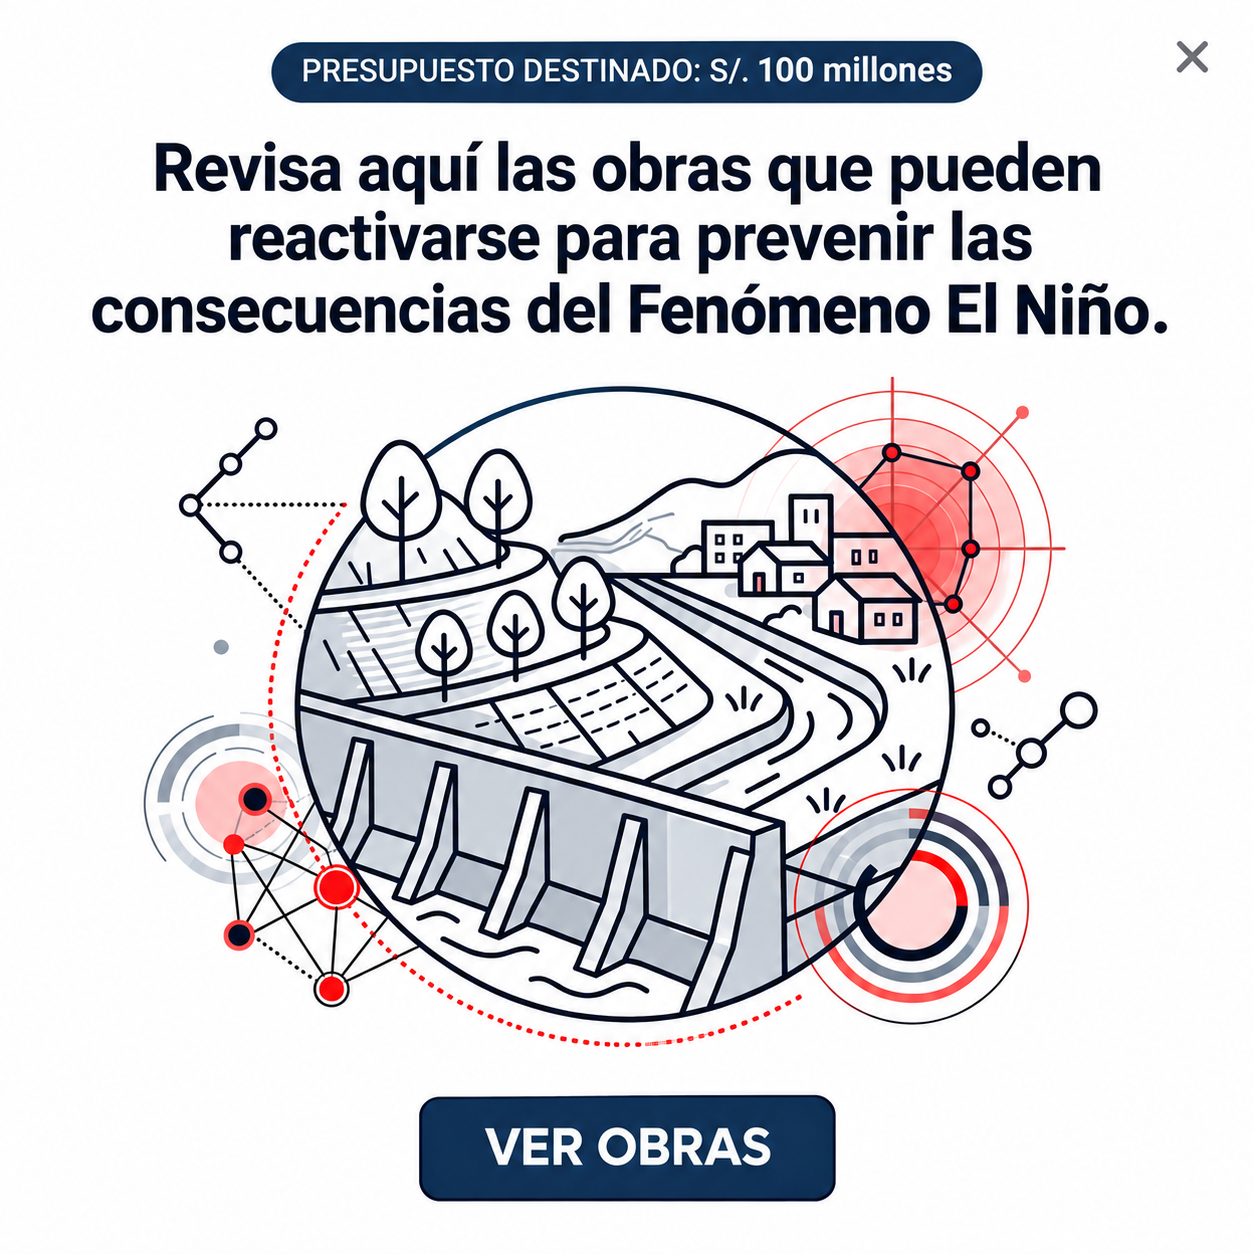 PRESUPUESTO DESTINADO: S/. 100 millones
Revisa aquí las obras que pueden
reactivarse para prevenir las
consecuencias del Fenómeno El Niño.
VER OBRAS